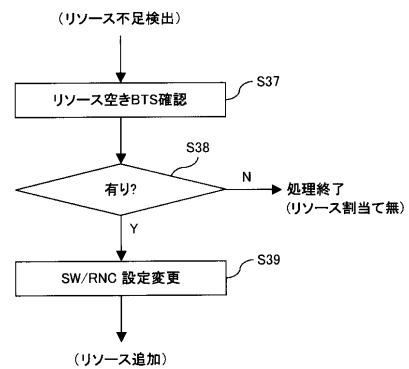 (リソース不足検出)
S37
リソース空きBTS確認
S38
有り?
N
処理終了
(リソース割当て無)
Y
S39
SW/RNC 設定変更
(リソース追加)